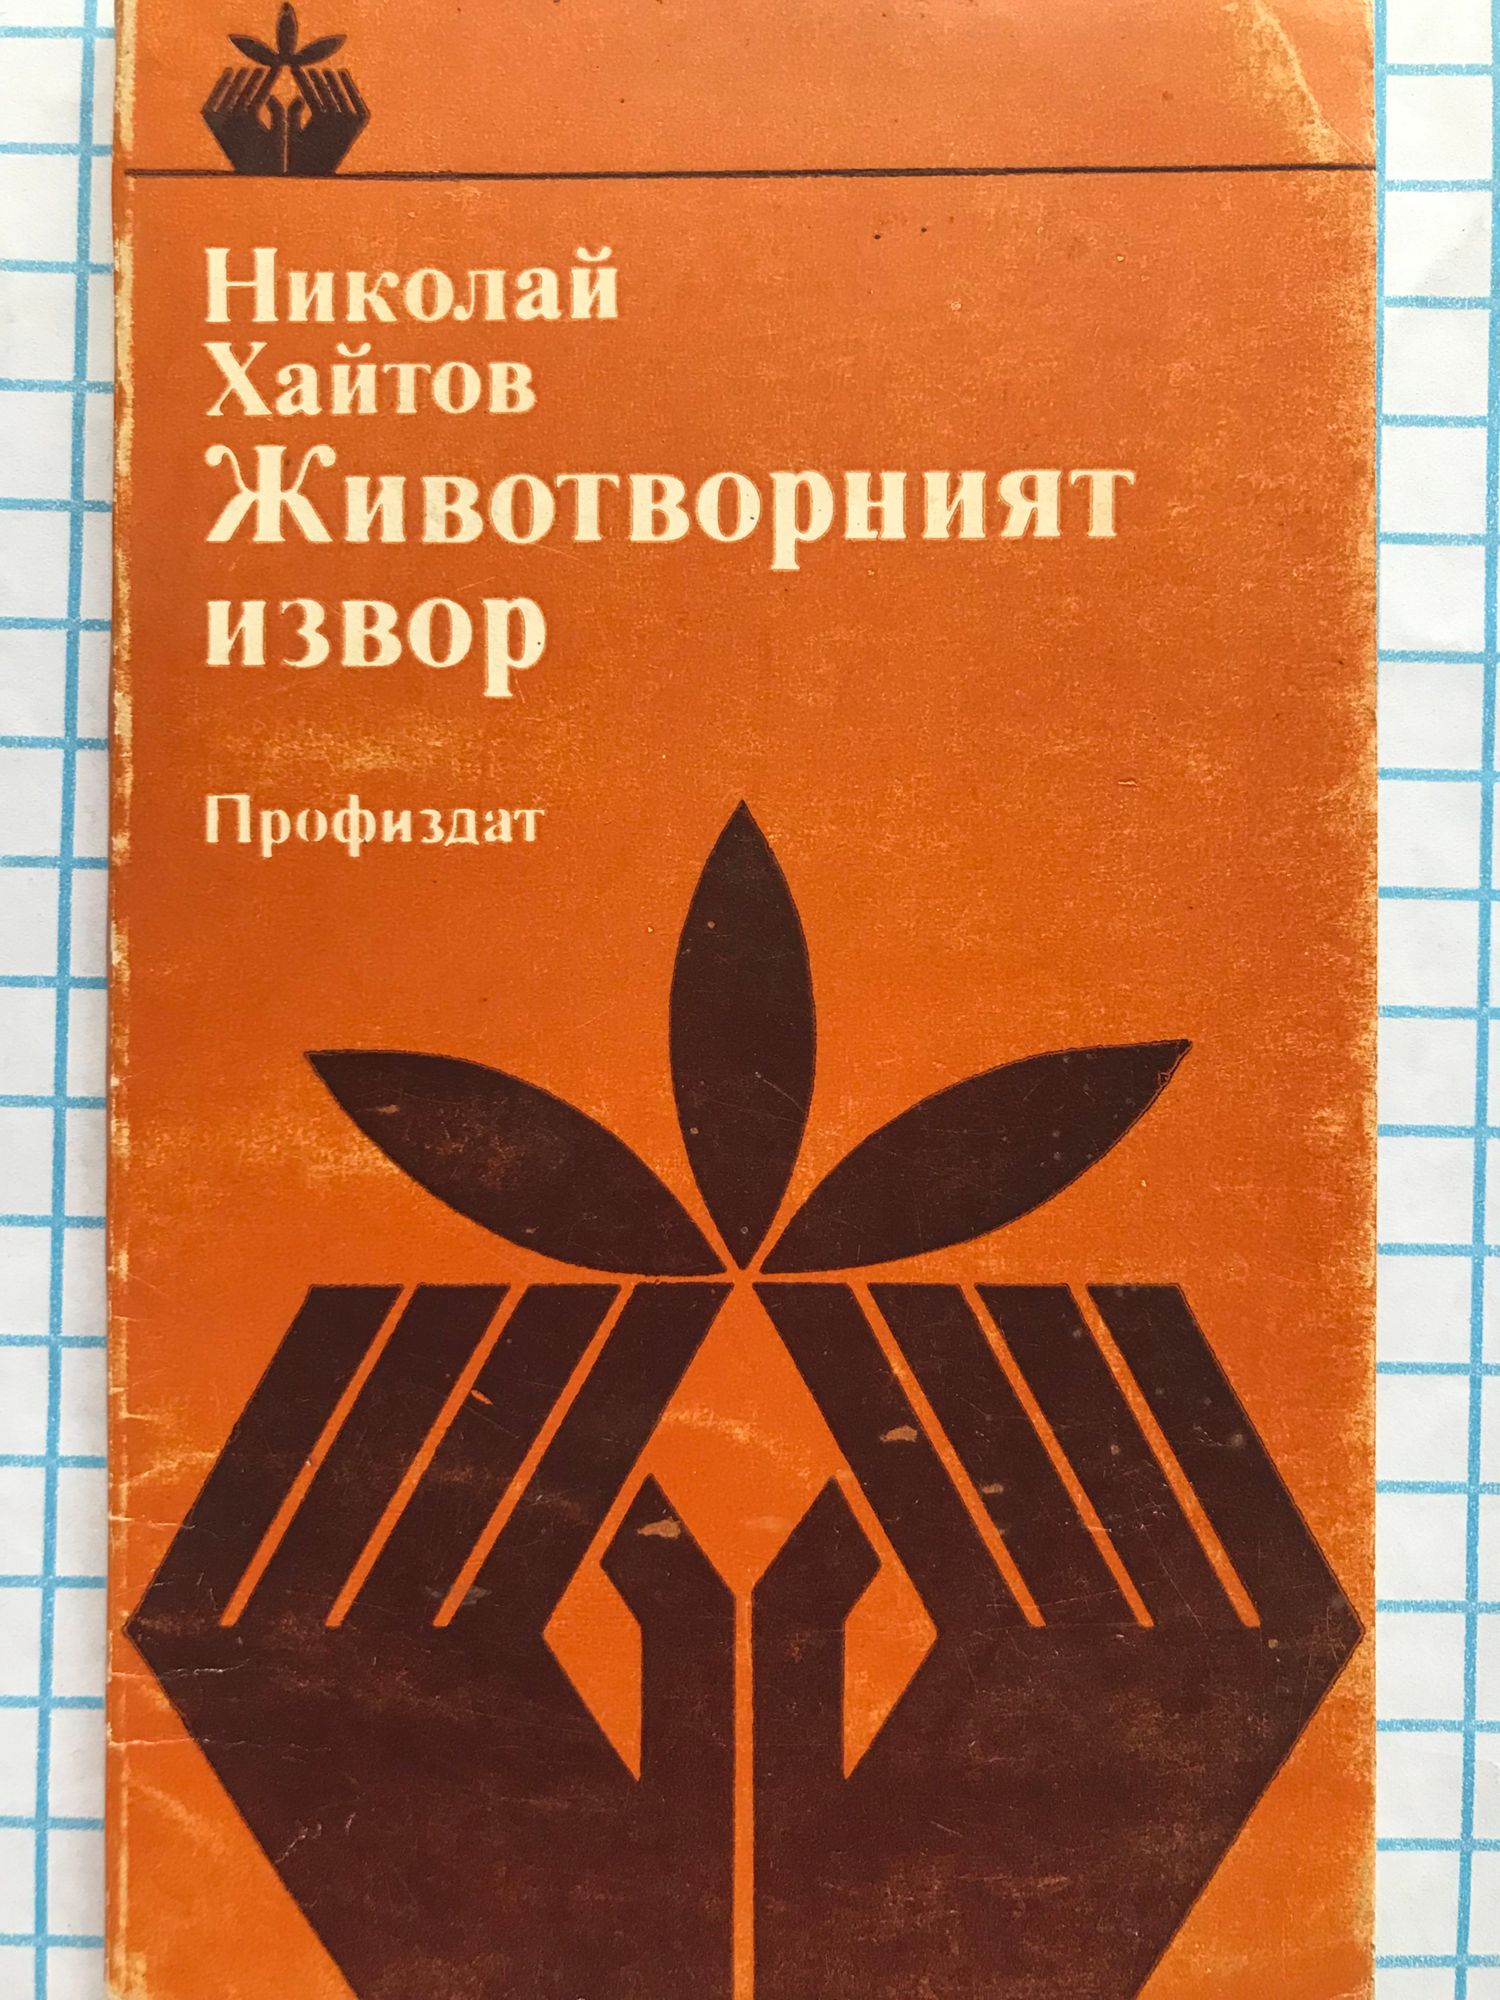 Николай
Хайтов
Животворният
извор
Профиздат